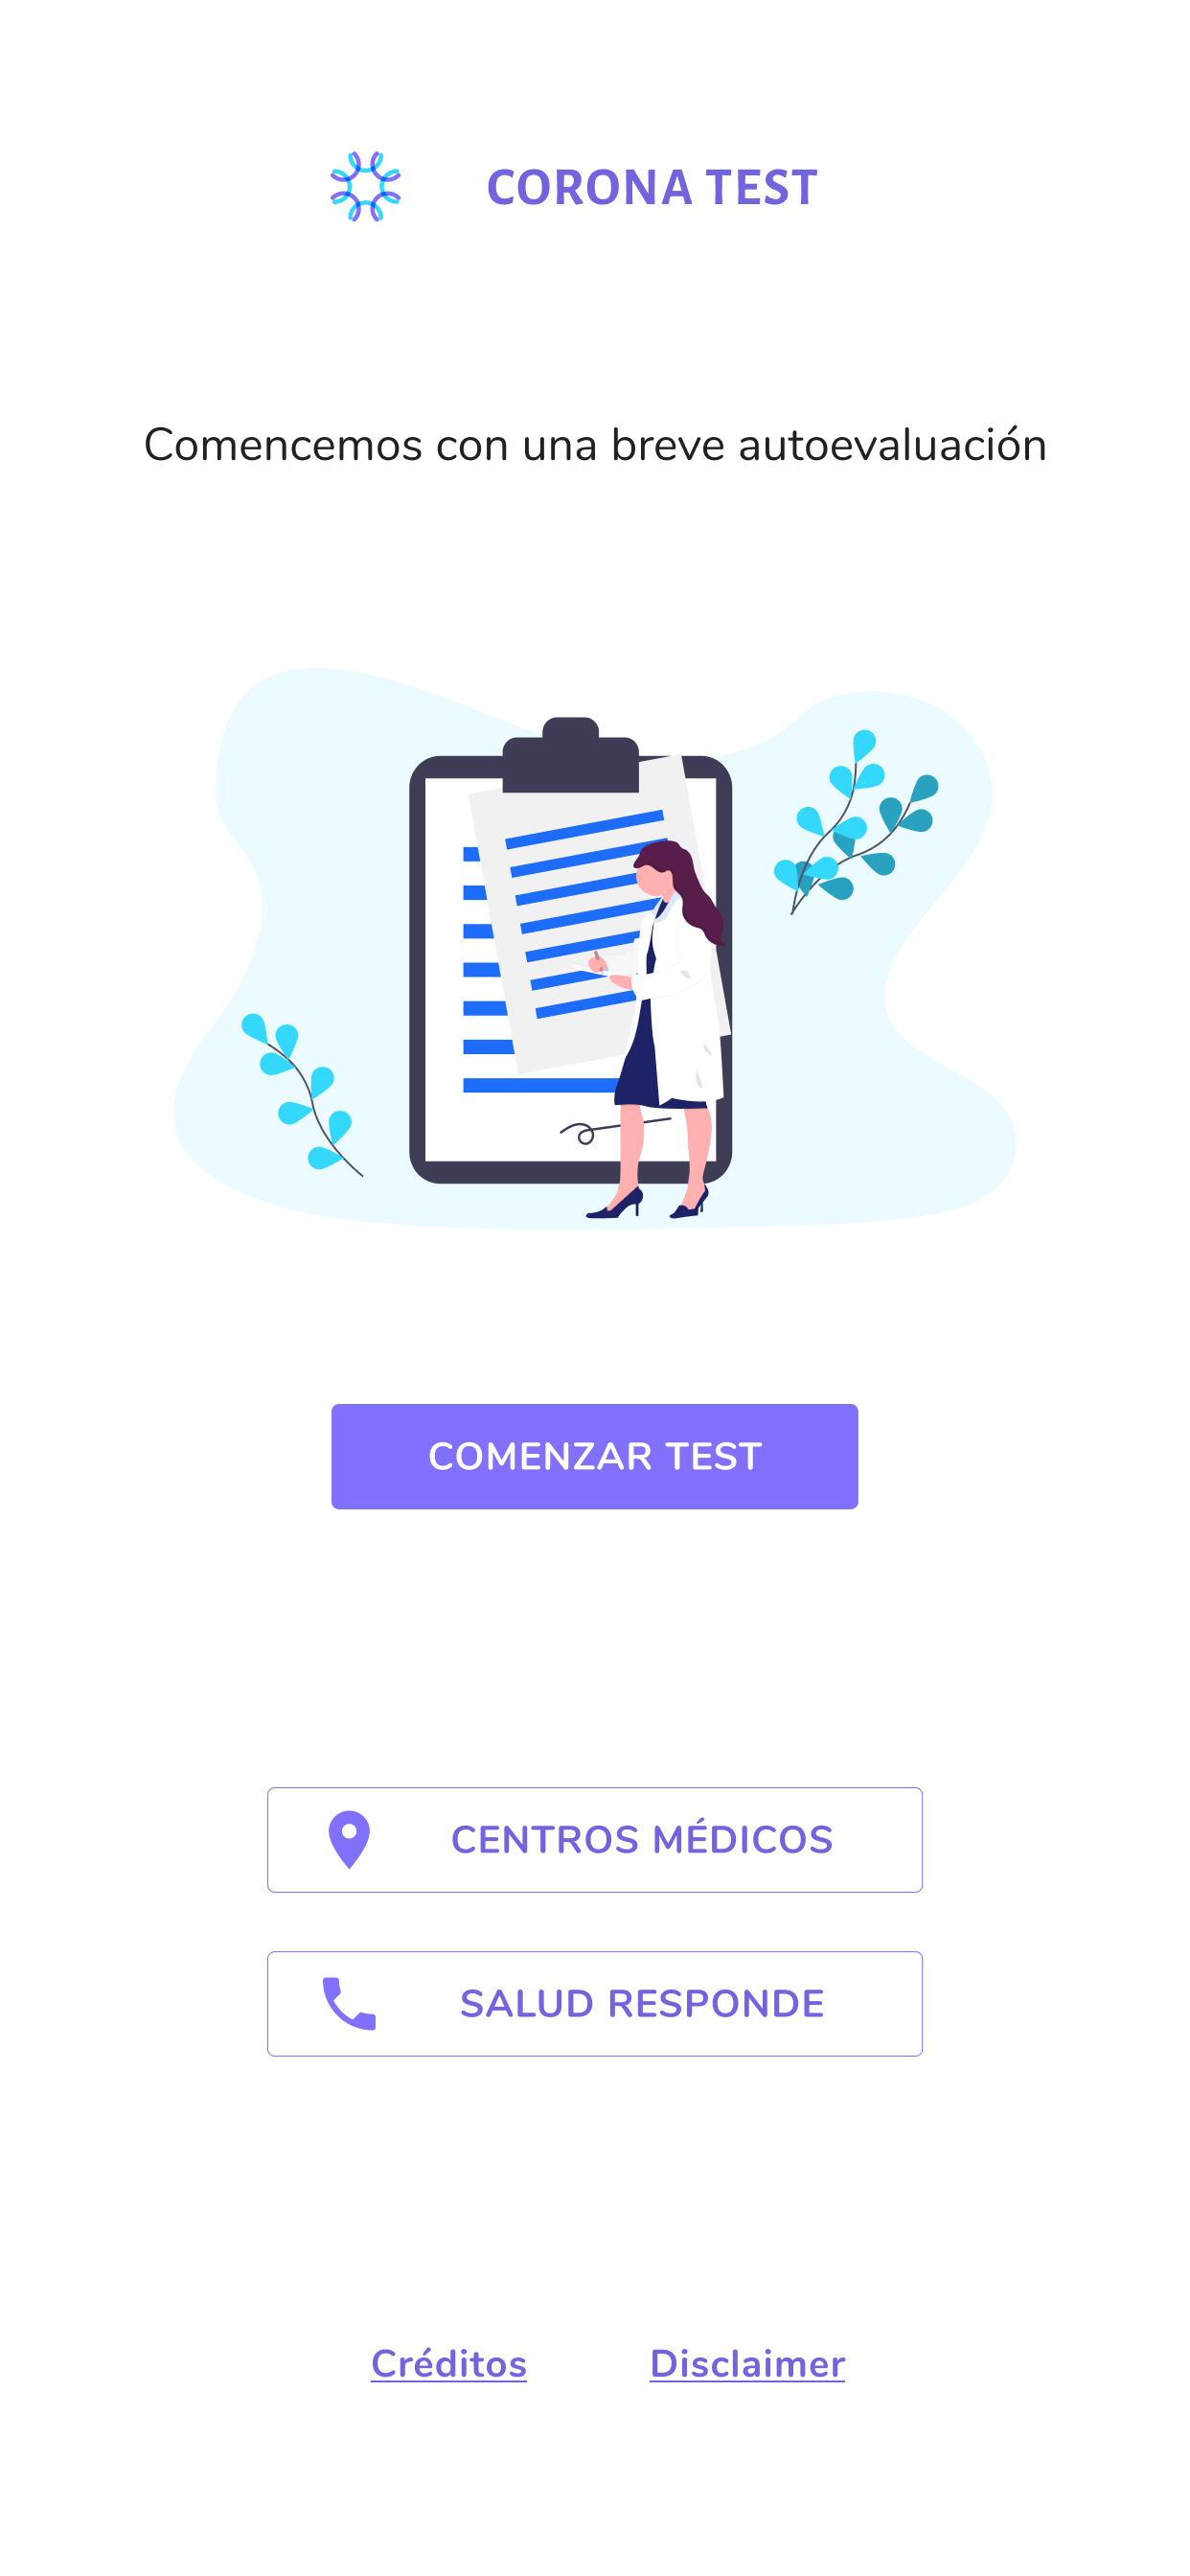 CORONA TEST
Comencemos con una breve autoevaluación
COMENZAR TEST
CENTROS MÉDICOS
SALUD RESPONDE
Créditos Disclaimer